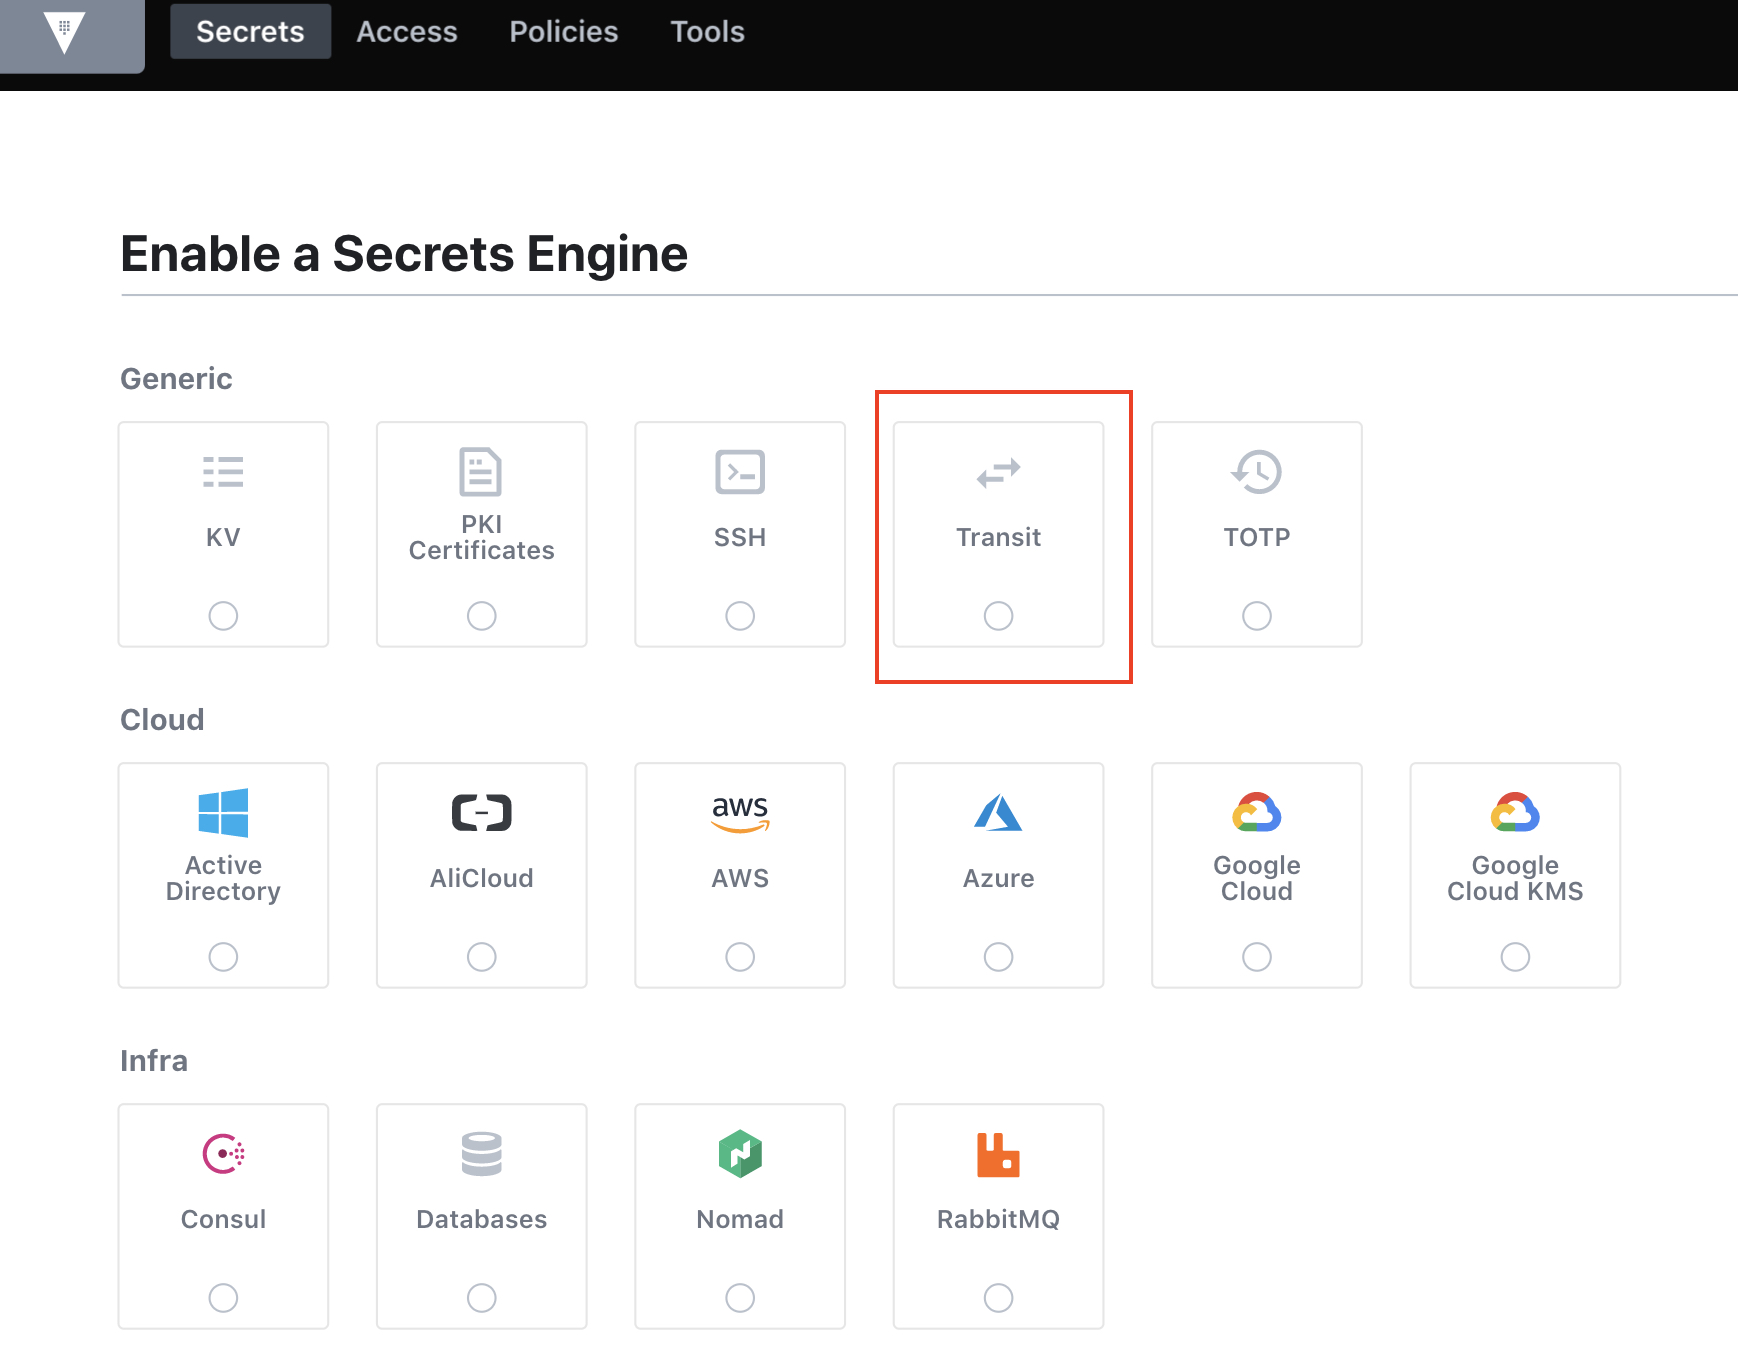 Secrets Access Policies Tools
Enable a Secrets Engine
Generic
KV
PKI
Certificates
SSH
Transit
TOTP
Cloud
Active
Directory
AliCloud
aws
AWS
Azure
Google
Cloud
Google
Cloud KMS
Infra
Consul
Databases
Nomad
RabbitMQ